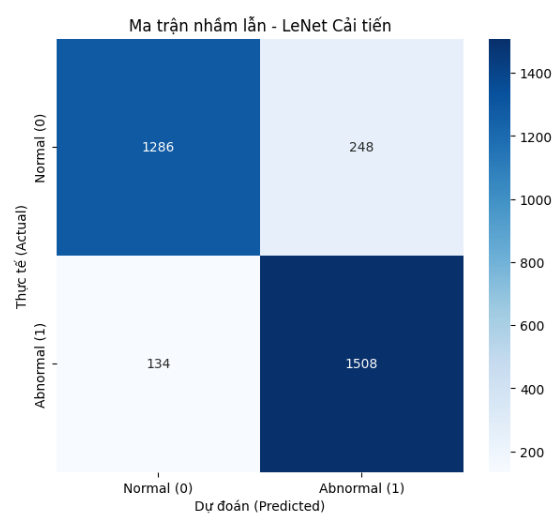 Ma trận nhầm lẫn - LeNet Cải tiến
Thực tế (Actual)
Normal (0)
Abnormal (1)
1286
248
134
1508
Normal (0)
Abnormal (1)
Dự đoán (Predicted)
1400
1200
1000
800
600
400
200